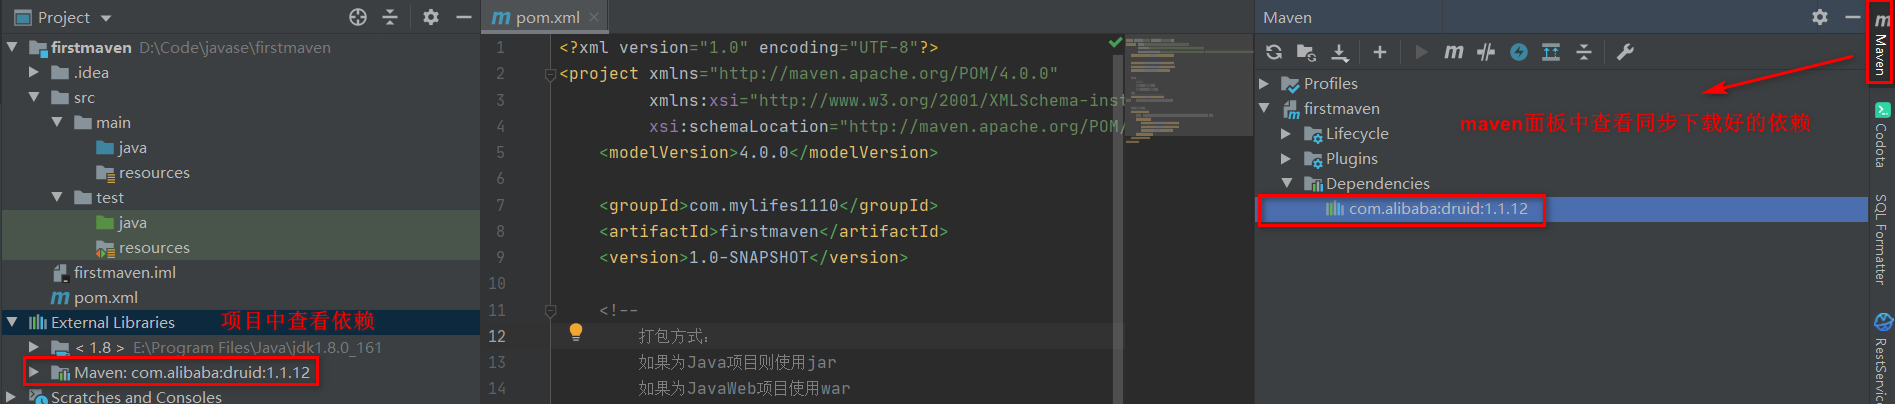 Project
firstmaven D:\Code\javase\firstmaven
.idea
src
main
java
resources
test
java
resources
firstmaven.iml
pom.xml
External Libraries 项目中查看依赖
< 1.8 > E:\Program Files\Java\jdk1.8.0_161
Maven: com.alibaba:druid:1.1.12
Scratches and Consoles
pom.xml
1 <?xml version="1.0" encoding="UTF-8"?>
2 <project xmlns="http://maven.apache.org/POM/4.0.0"
3 xmlns:xsi="http://www.w3.org/2001/XMLSchema-inst
4 xsi:schemaLocation="http://maven.apache.org/POM/
5 <modelVersion>4.0.0</modelVersion>
6
7 <groupId>com.mylifes1110</groupId>
8 <artifactId>firstmaven</artifactId>
9 <version>1.0-SNAPSHOT</version>
10
11 <!--
12 打包方式:
13 如果为Java项目则使用jar
14 如果为JavaWeb项目使用war
Maven
Profiles
firstmaven
maven面板中查看同步下载好的依赖
Lifecycle
Plugins
Dependencies
com.alibaba:druid:1.1.12
Maven
Codota
SQL Formatter
RestService